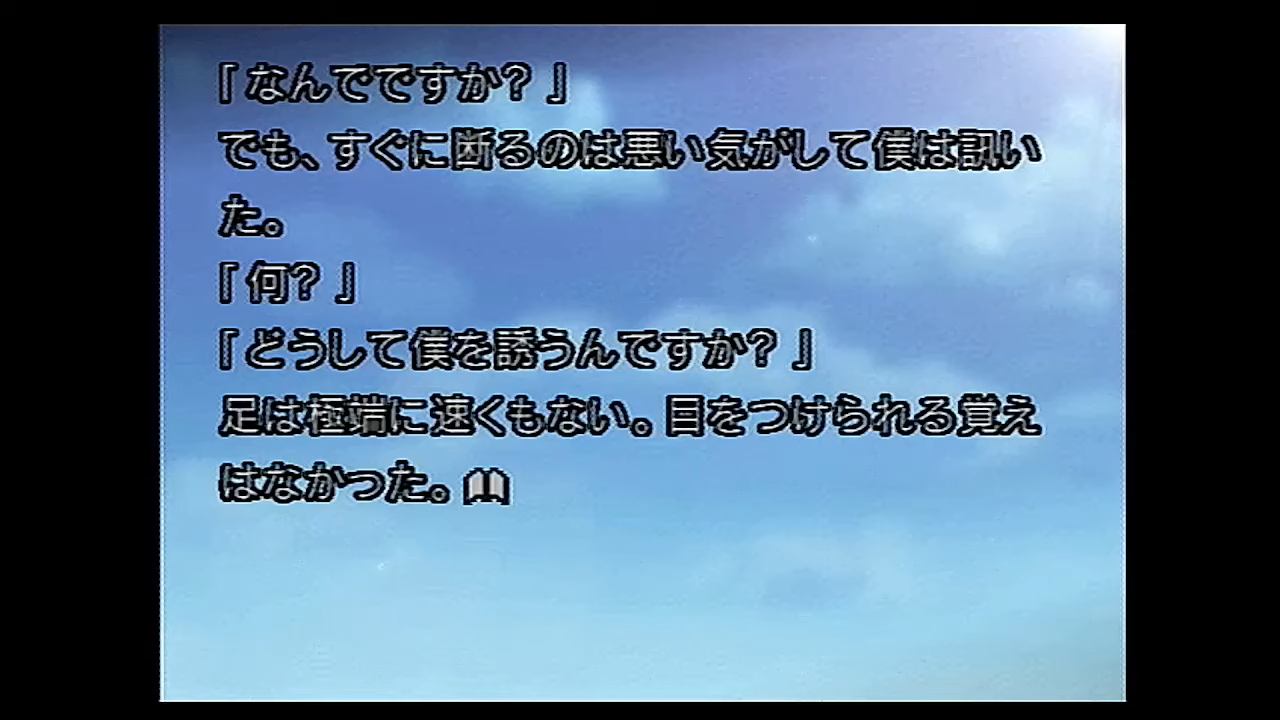 「なんでですか？」
でも、すぐに断るのは悪い気がして僕は訊い
た。
「何？」
「どうして僕を誘うんですか？」
足は極端に速くもない。目をつけられる覚え
はなかった。